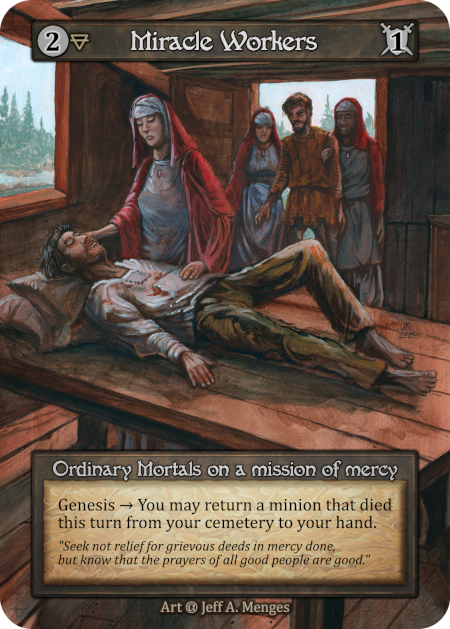 2 Miracle Workers 1
Ordinary Mortals on a mission of mercy
Genesis → You may return a minion that died
this turn from your cemetery to your hand.
"Seek not relief for grievous deeds in mercy done,
but know that the prayers of all good people are good."
Art @ Jeff A. Menges